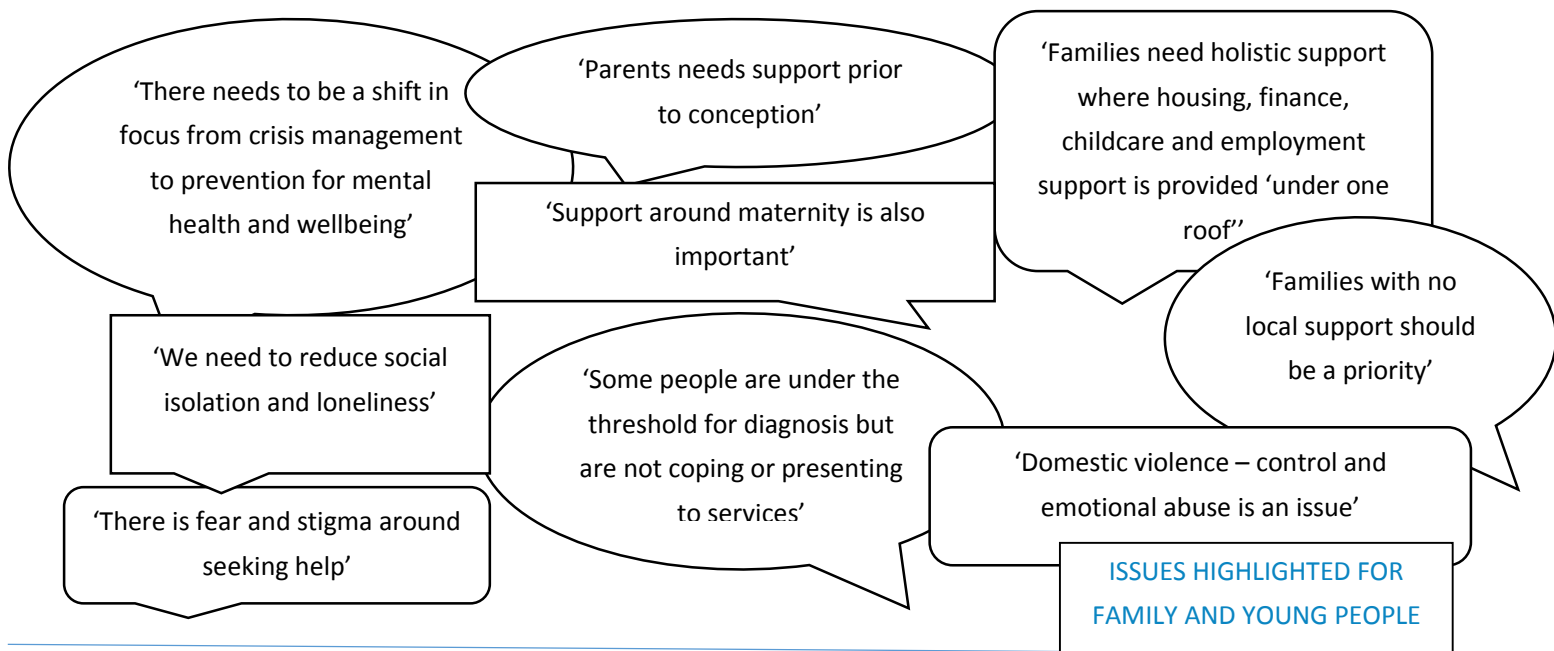 ‘There needs to be a shift in
focus from crisis management
to prevention for mental
health and wellbeing’
‘Parents needs support prior
to conception’
‘Families need holistic support
where housing, finance,
childcare and employment
support is provided ‘under one
roof’’
‘Support around maternity is also
important’
‘Families with no
local support should
be a priority’
‘We need to reduce social
isolation and loneliness’
‘Some people are under the
threshold for diagnosis but
are not coping or presenting
to services’
‘Domestic violence – control and
emotional abuse is an issue’
‘There is fear and stigma around
seeking help’
ISSUES HIGHLIGHTED FOR
FAMILY AND YOUNG PEOPLE